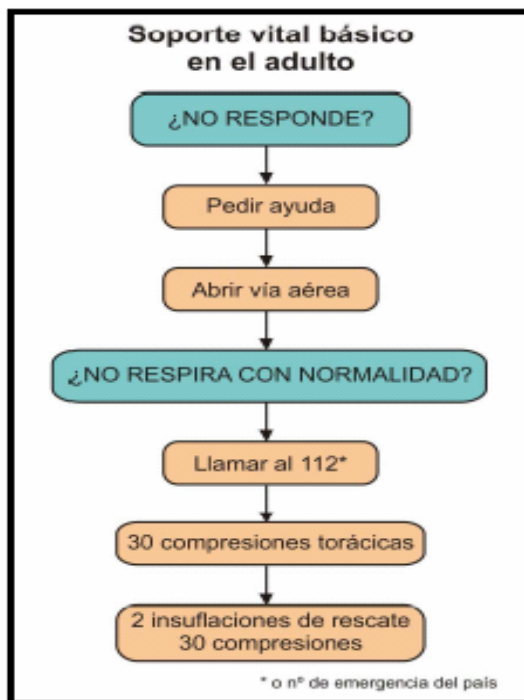 Soporte vital básico
en el adulto
¿NO RESPONDE?
Pedir ayuda
Abrir vía aérea
¿NO RESPIRA CON NORMALIDAD?
Llamar al 112*
30 compresiones torácicas
2 insuflaciones de rescate
30 compresiones
* o nº de emergencia del país